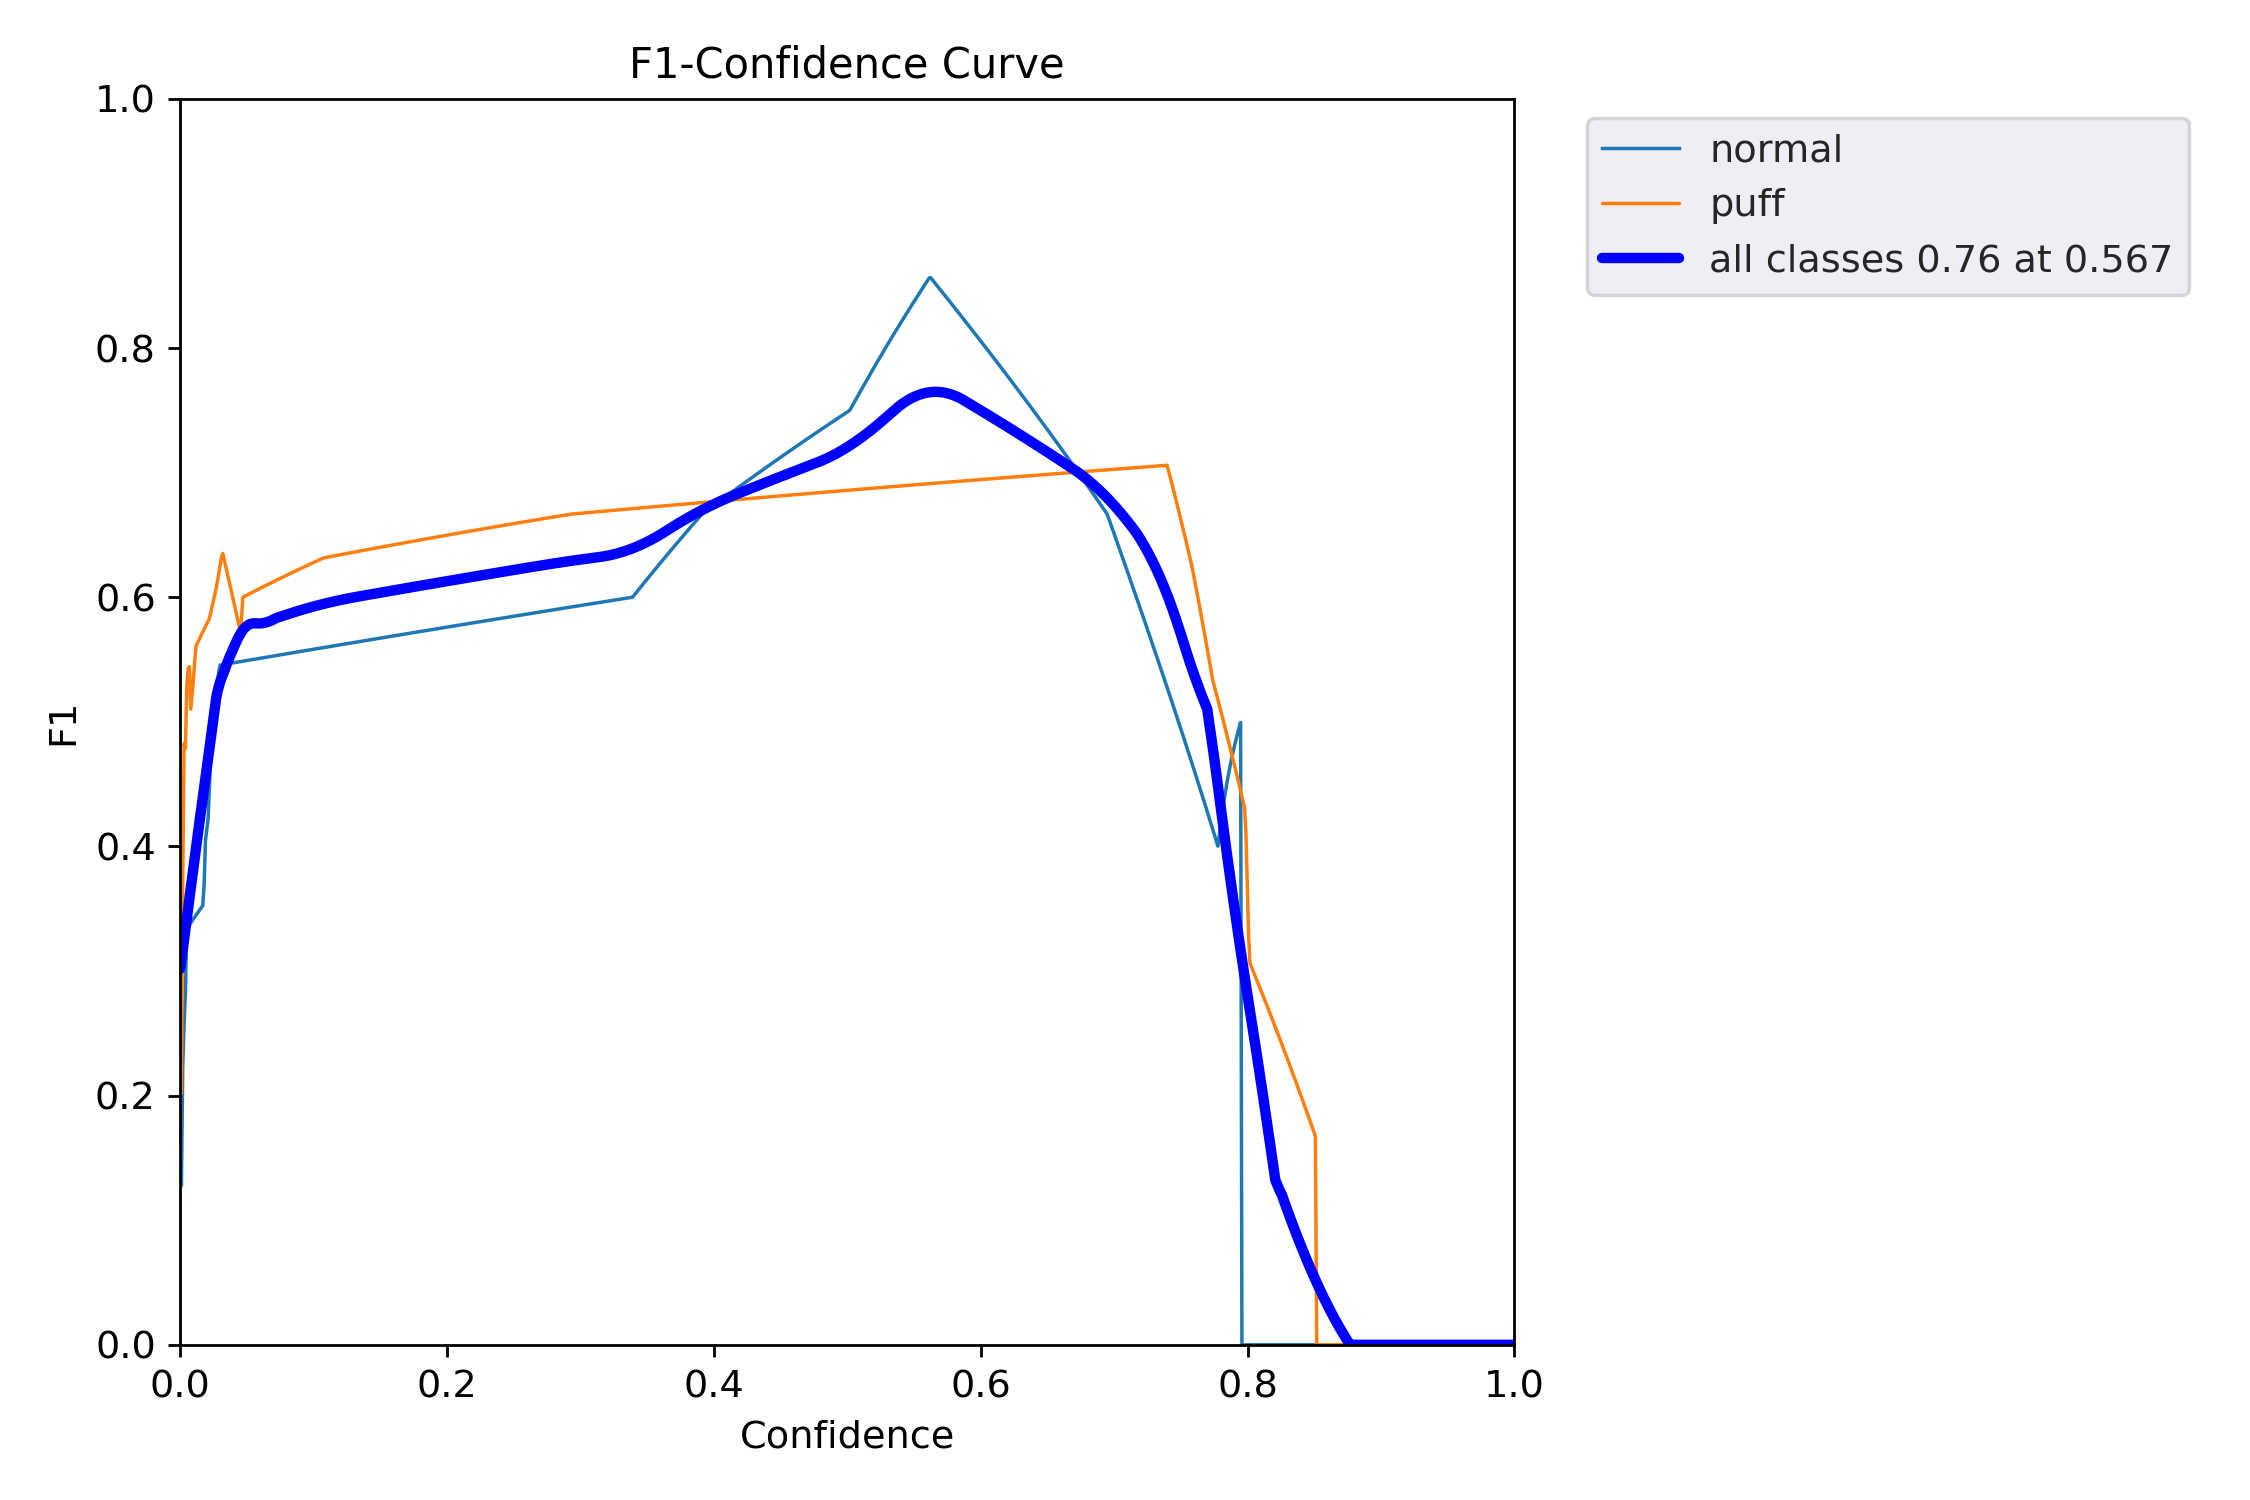 F1-Confidence Curve
1.0
0.8
0.6
0.4
0.2
0.0
F1
0.0 0.2 0.4 0.6 0.8 1.0
Confidence
normal
puff
all classes 0.76 at 0.567